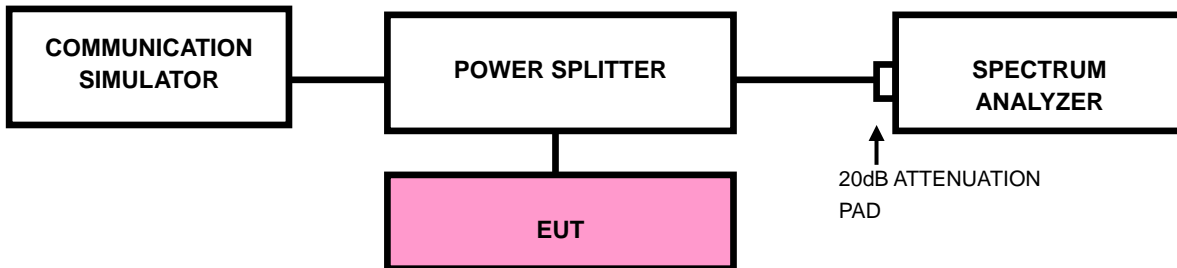 COMMUNICATION
SIMULATOR
POWER SPLITTER
SPECTRUM
ANALYZER
20dB ATTENUATION
PAD
EUT